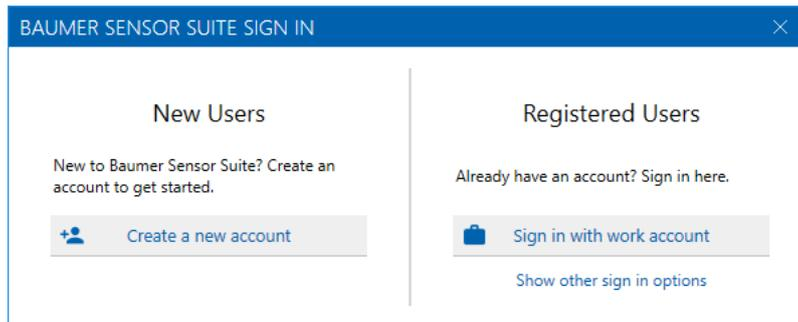 BAUMER SENSOR SUITE SIGN IN
New Users
New to Baumer Sensor Suite? Create an
account to get started.
Create a new account
Registered Users
Already have an account? Sign in here.
Sign in with work account
Show other sign in options